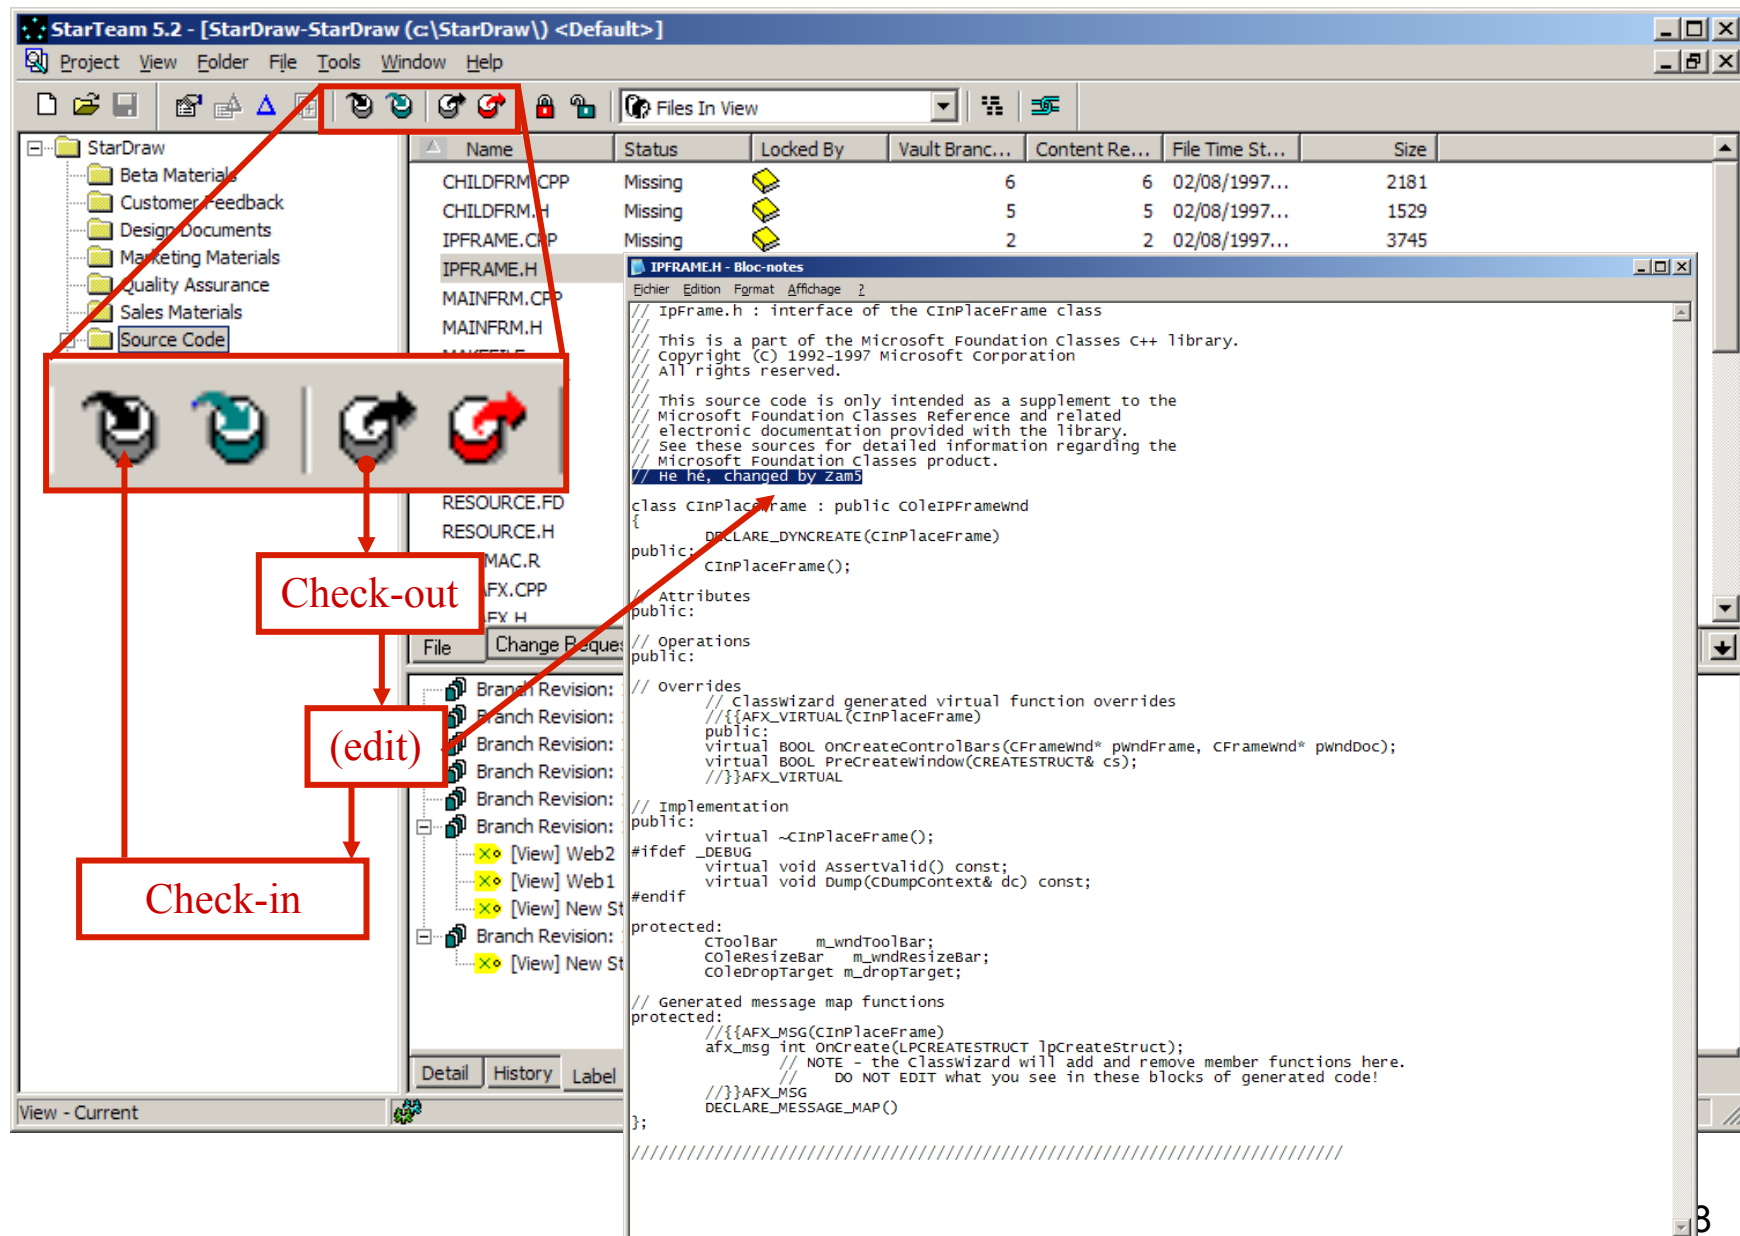 StarTeam 5.2 - [StarDraw-StarDraw (c:\StarDraw\) <Default>]
Project View Folder File Tools Window Help
Files In View
StarDraw
Beta Materials
Customer Feedback
Design Documents
Marketing Materials
Quality Assurance
Sales Materials
Source Code
Name Status Locked By Vault Branc... Content Re... File Time St... Size
CHILDFRM.CPP Missing 6 6 02/08/1997... 2181
CHILDFRM.H Missing 5 5 02/08/1997... 1529
IPFRAME.CPP Missing 2 2 02/08/1997... 3745
IPFRAME.H
MAINFRM.CPP
MAINFRM.H
RESOURCE.FD
RESOURCE.H
MAC.R
FX.CPP
File Change Reques
Check-out
(edit)
Check-in
Branch Revision:
Branch Revision:
Branch Revision:
Branch Revision:
Branch Revision:
Branch Revision:
[View] Web2
[View] Web1
[View] New St
Branch Revision:
[View] New St
Detail History Label
View - Current
IPFRAME.H - Bloc-notes
Fichier Edition Format Affichage ?
// IpFrame.h : interface of the CInPlaceFrame class
//
// This is a part of the Microsoft Foundation Classes C++ library.
// Copyright (C) 1992-1997 Microsoft Corporation
// All rights reserved.
//
// This source code is only intended as a supplement to the
// Microsoft Foundation Classes Reference and related
// electronic documentation provided with the library.
// See these sources for detailed information regarding the
// Microsoft Foundation Classes product.
// He hé, changed by Zam5
class CInPlaceFrame : public COleIPFrameWnd
{
DECLARE_DYNCREATE(CInPlaceFrame)
public:
CInPlaceFrame();
// Attributes
public:
// Operations
public:
// Overrides
// ClassWizard generated virtual function overrides
//{{AFX_VIRTUAL(CInPlaceFrame)
public:
virtual BOOL OnCreateControlBars(CFrameWnd* pWndFrame, CFrameWnd* pWndDoc);
virtual BOOL PreCreateWindow(CREATESTRUCT& cs);
//}}AFX_VIRTUAL
// Implementation
public:
virtual ~CInPlaceFrame();
#ifdef _DEBUG
virtual void AssertValid() const;
virtual void Dump(CDumpContext& dc) const;
#endif
protected:
CToolBar m_wndToolBar;
COleResizeBar m_wndResizeBar;
COleDropTarget m_dropTarget;
// Generated message map functions
protected:
//{{AFX_MSG(CInPlaceFrame)
afx_msg int OnCreate(LPCREATESTRUCT lpCreateStruct);
// NOTE - the ClassWizard will add and remove member functions here.
// DO NOT EDIT what you see in these blocks of generated code!
//}}AFX_MSG
DECLARE_MESSAGE_MAP()
};
/////////////////////////////////////////////////////////////////////////////
8